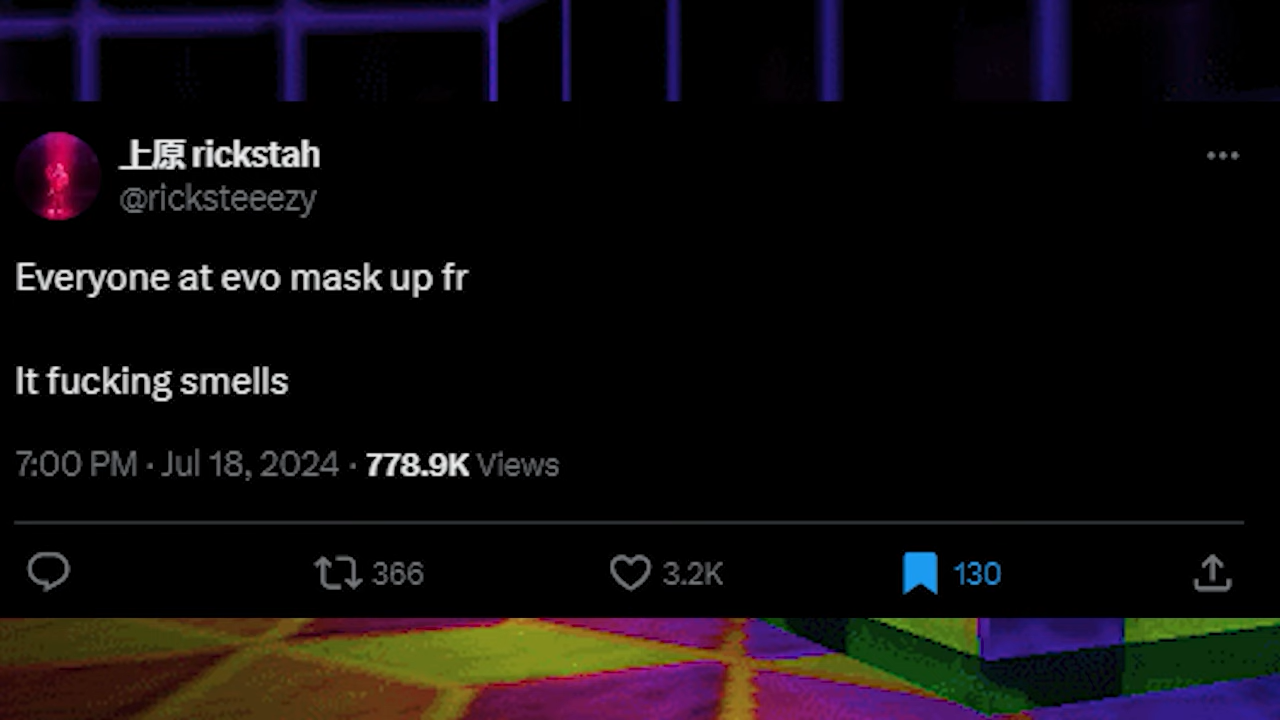 上原 rickstah
@ricksteeezy
Everyone at evo mask up fr
It fucking smells
7:00 PM · Jul 18, 2024 · 778.9K Views
366 3.2K 130